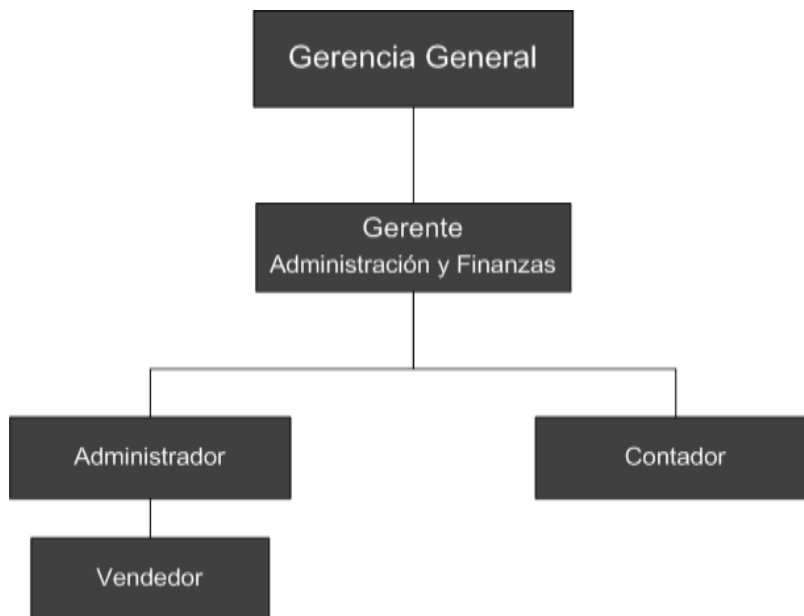 Gerencia General
Gerente
Administración y Finanzas
Administrador
Contador
Vendedor